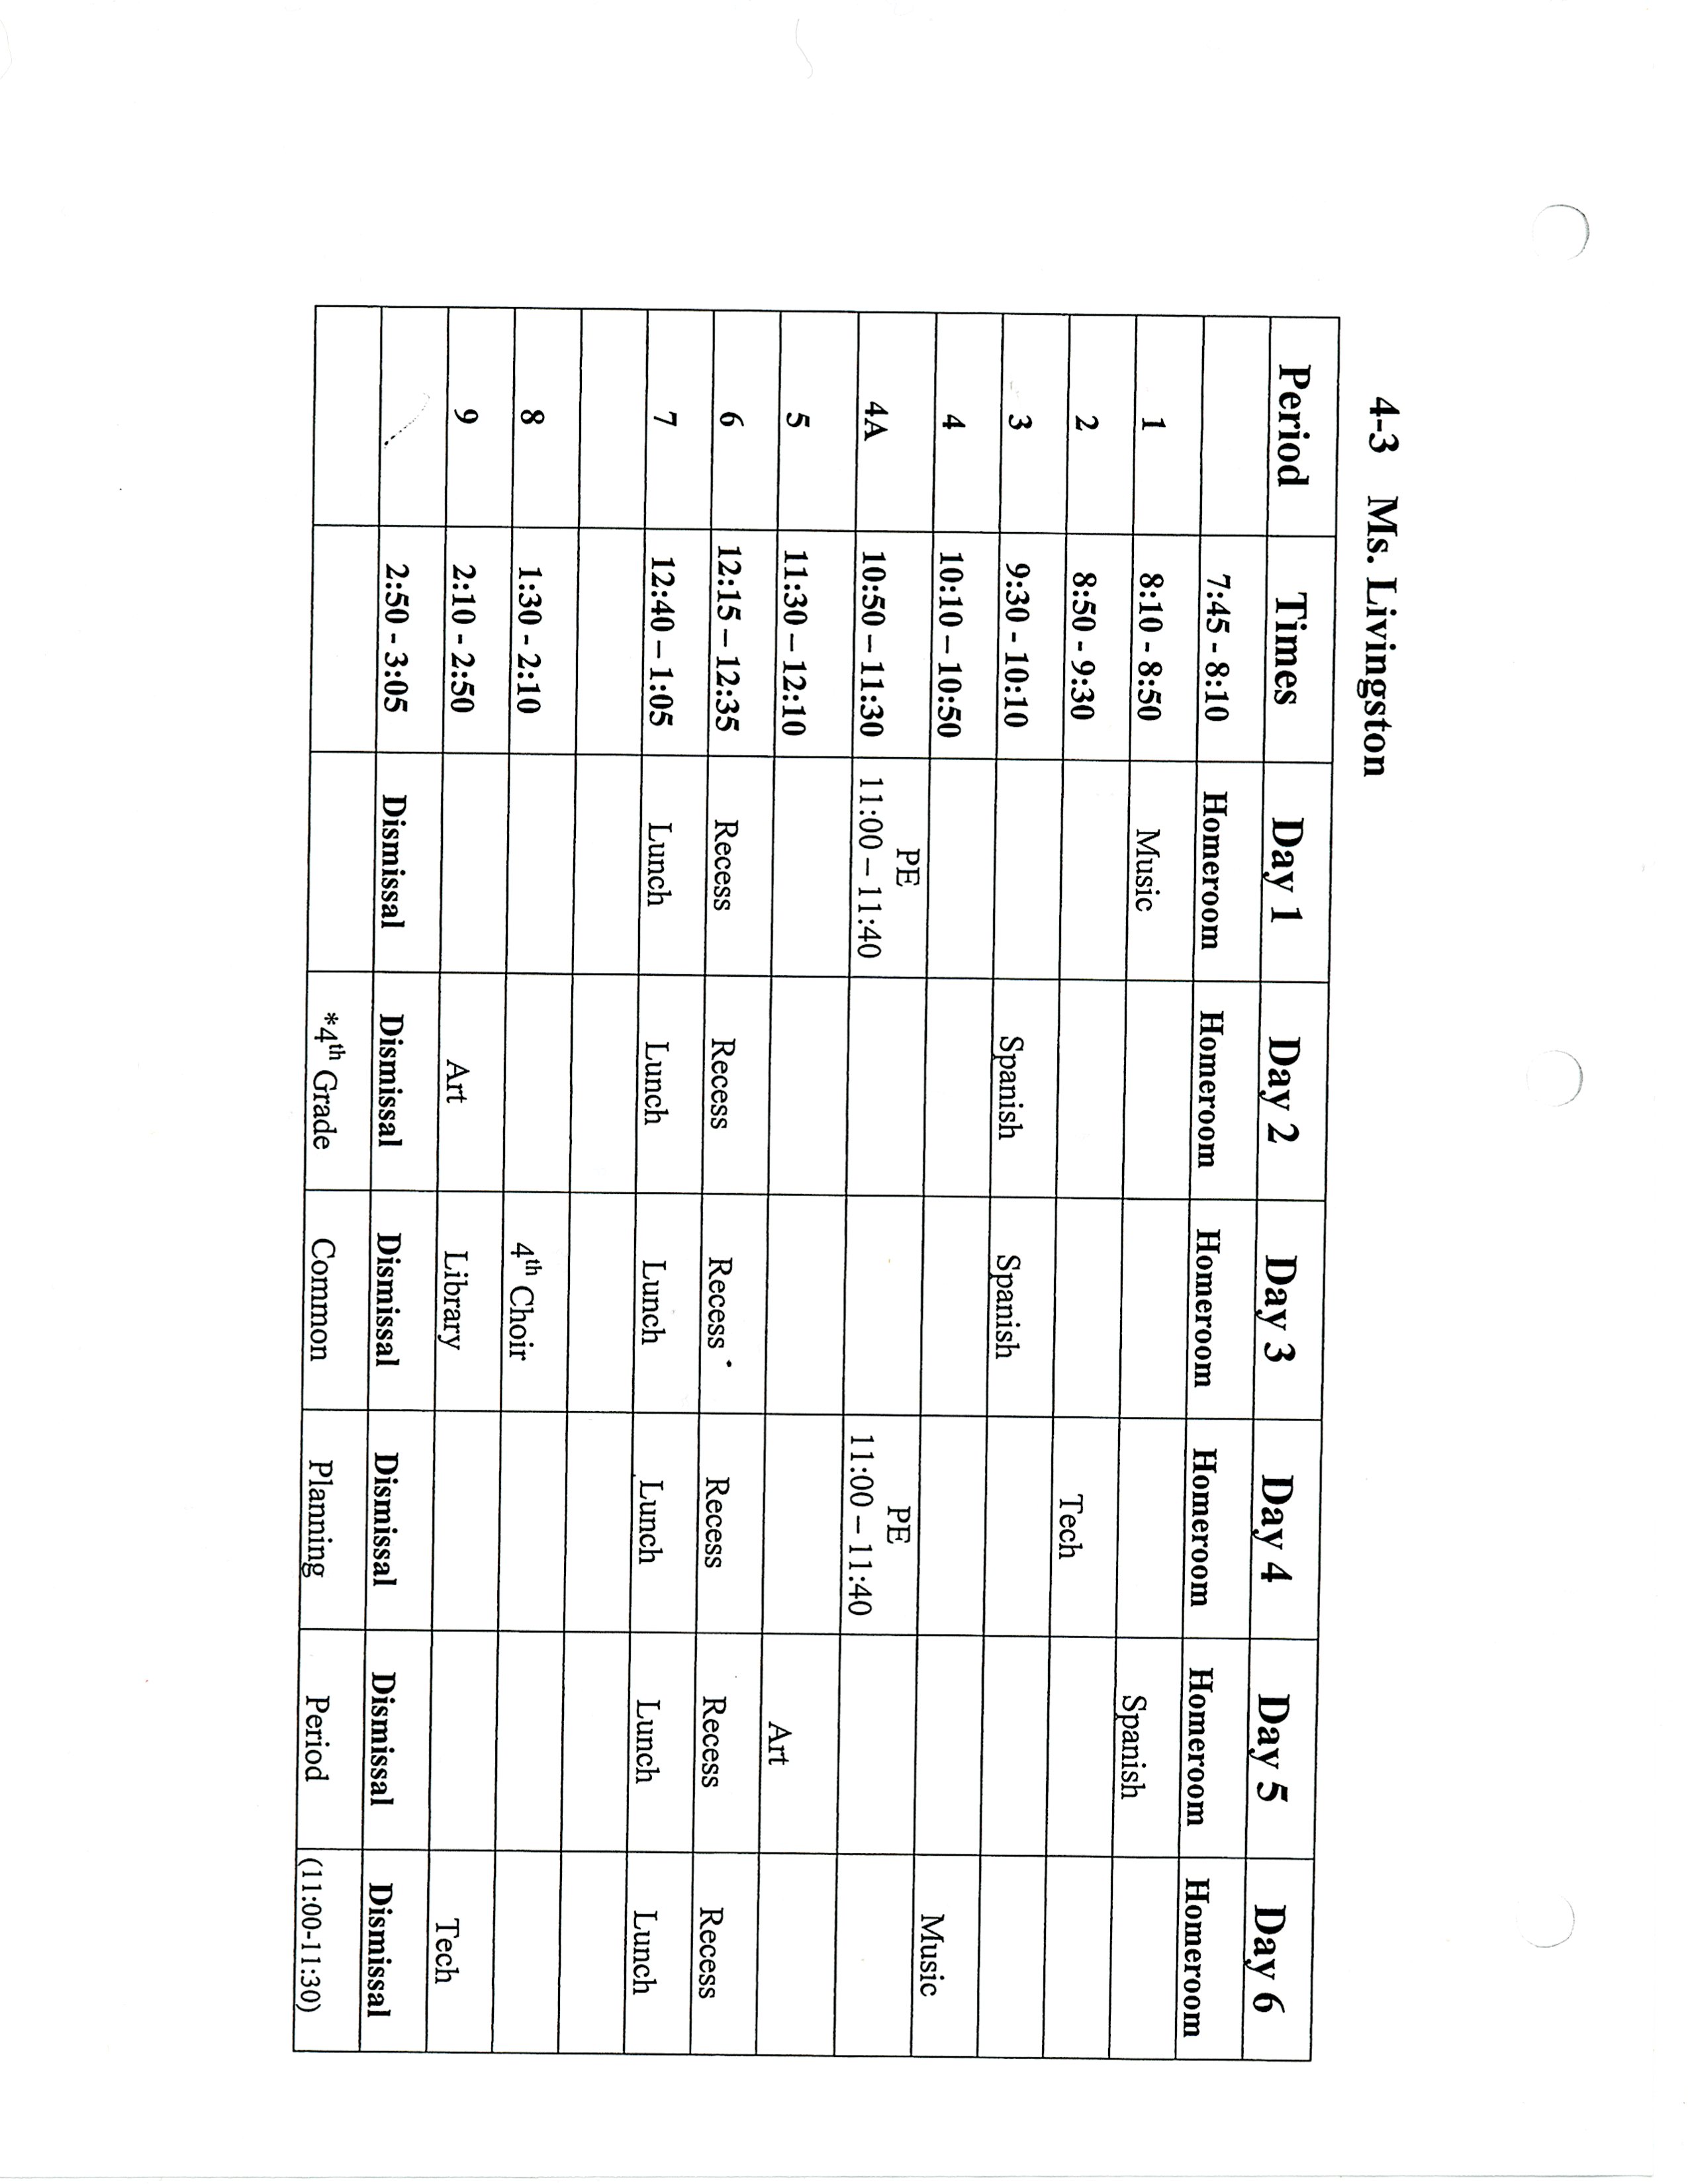 4-3 Ms. Livingston
Period Times Day 1 Day 2 Day 3 Day 4 Day 5 Day 6
7:45 - 8:10 Homeroom Homeroom Homeroom Homeroom Homeroom Homeroom
1 8:10 - 8:50 Music Spanish
2 8:50 - 9:30 Tech
3 9:30 - 10:10 Spanish Spanish
4 10:10 – 10:50 Music
4A 10:50 – 11:30 PE 11:00 – 11:40 PE 11:00 – 11:40
5 11:30 – 12:10 Art
6 12:15 – 12:35 Recess Recess Recess Recess Recess Recess
7 12:40 – 1:05 Lunch Lunch Lunch Lunch Lunch Lunch
8 1:30 - 2:10 4th Choir
9 2:10 - 2:50 Art Library Tech
2:50 - 3:05 Dismissal Dismissal Dismissal Dismissal Dismissal Dismissal
*4th Grade Common Planning Period (11:00-11:30)